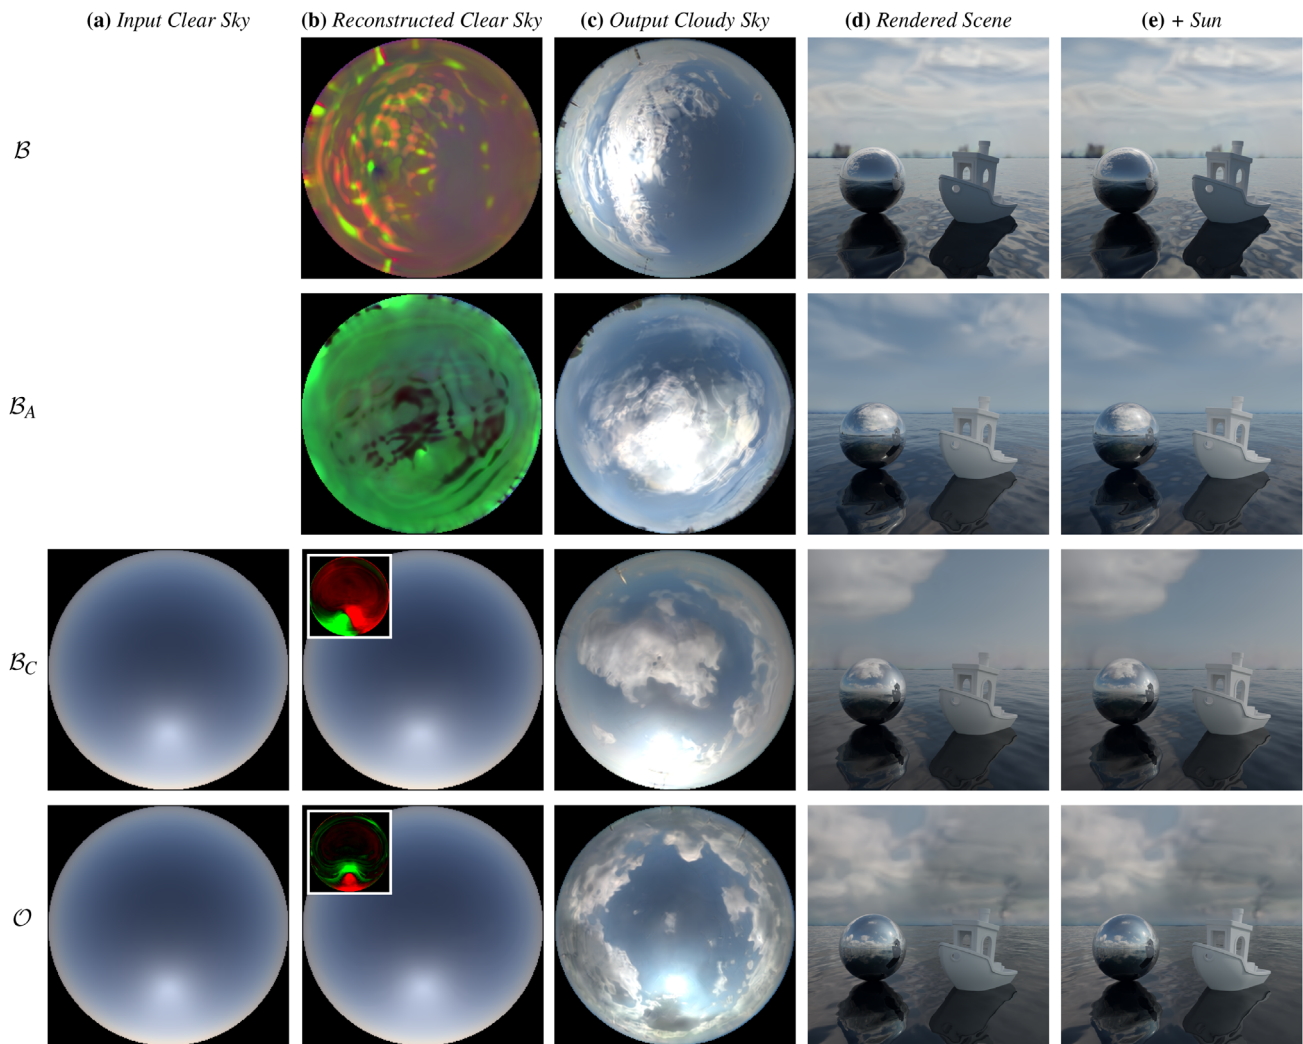 (a) Input Clear Sky
(b) Reconstructed Clear Sky
(c) Output Cloudy Sky
(d) Rendered Scene
(e) + Sun
ℬ
ℬ_A
ℬ_C
𝒪